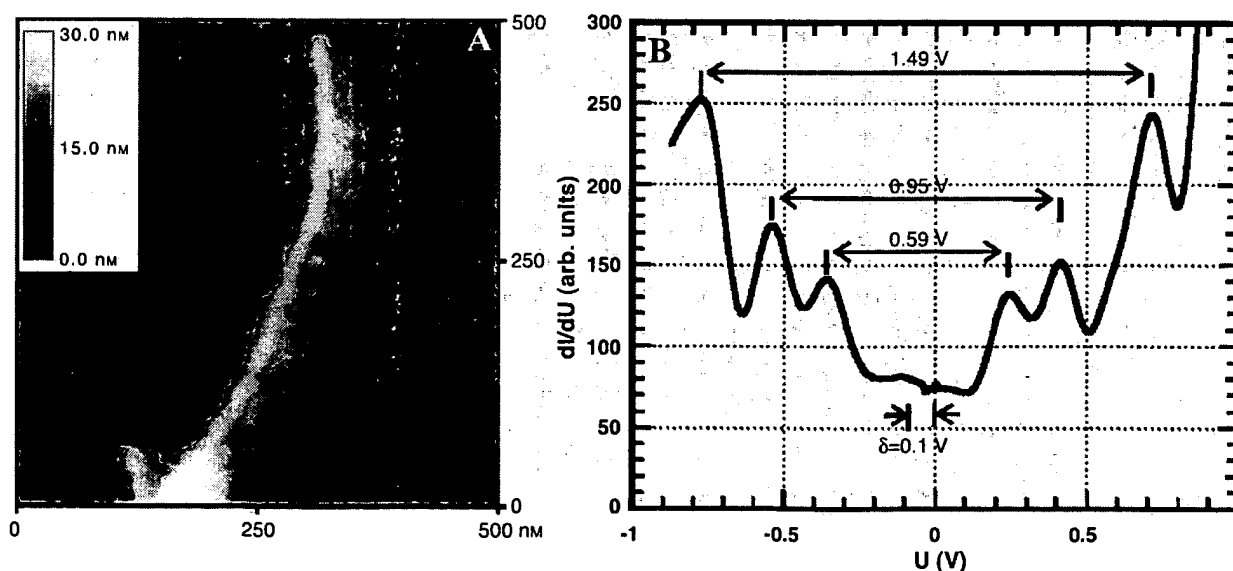 30.0 nм
15.0 nм
0.0 nм
A
500
250
0
0
250
500 nм
B
300
250
200
150
100
50
0
dI/dU (arb. units)
1.49 V
0.95 V
0.59 V
δ=0.1 V
-1
-0.5
0
0.5
U (V)